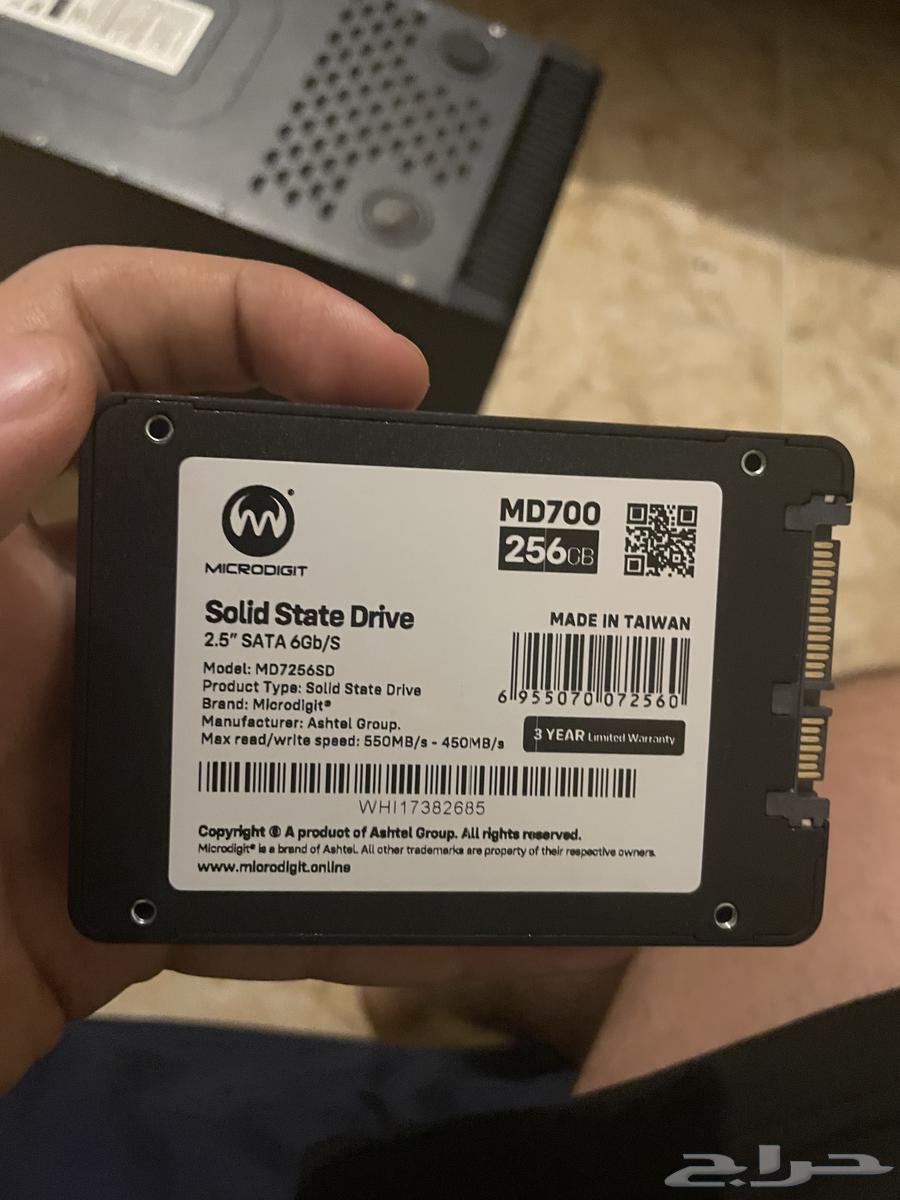 MICRODIGIT
MD700
256GB
Solid State Drive
2.5" SATA 6Gb/S
Model: MD7256SD
Product Type: Solid State Drive
Brand: Microdigit®
Manufacturer: Ashtel Group.
Max read/write speed: 550MB/s - 450MB/s
MADE IN TAIWAN
6 955070 072560
3 YEAR Limited Warranty
WHI17382685
Copyright © A product of Ashtel Group. All rights reserved.
Microdigit® is a brand of Ashtel. All other trademarks are property of their respective owners.
www.microdigit.online
حراج